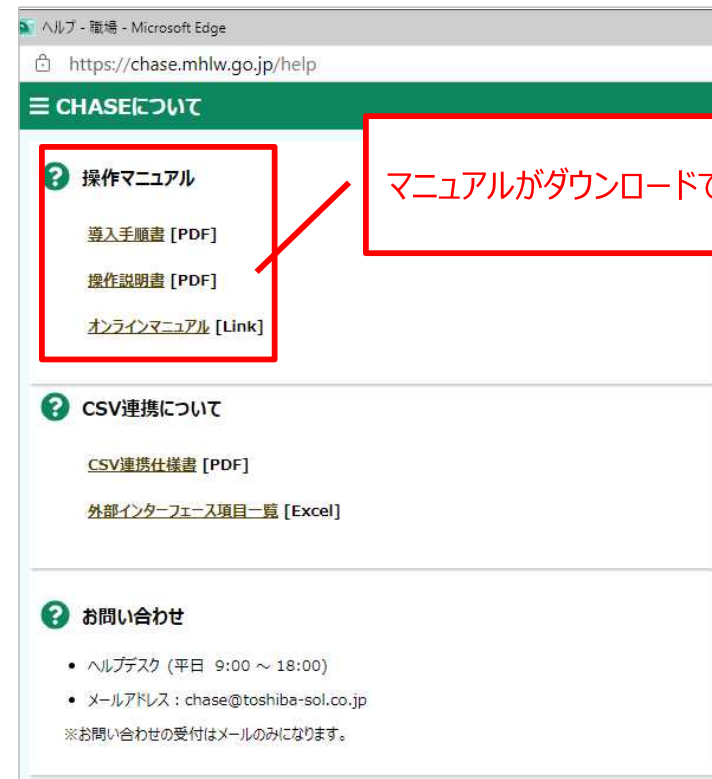 ヘルプ - 職場 - Microsoft Edge
https://chase.mhlw.go.jp/help
CHASEについて
操作マニュアル
マニュアルがダウンロードで
導入手順書 [PDF]
操作説明書 [PDF]
オンラインマニュアル [Link]
CSV連携について
CSV連携仕様書 [PDF]
外部インターフェース項目一覧 [Excel]
お問い合わせ
• ヘルプデスク (平日 9:00 ～ 18:00)
• メールアドレス : chase@toshiba-sol.co.jp
※お問い合わせの受付はメールのみになります。